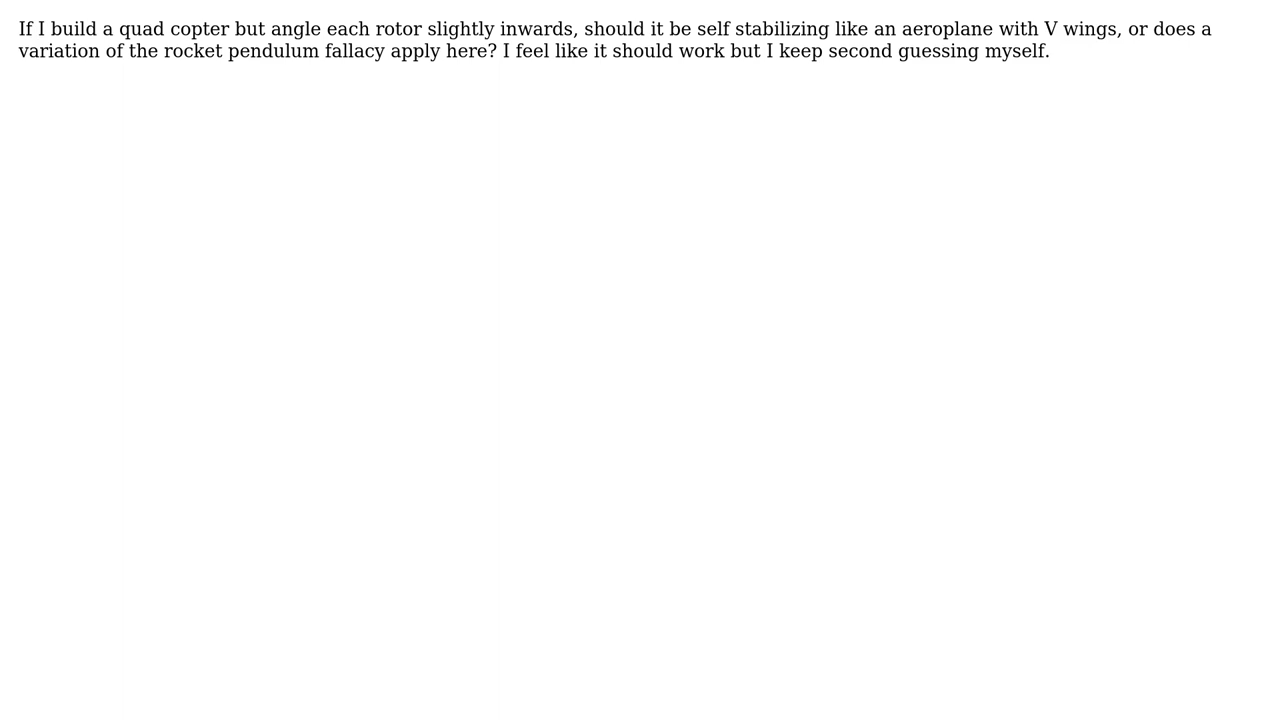 If I build a quad copter but angle each rotor slightly inwards, should it be self stabilizing like an aeroplane with V wings, or does a
variation of the rocket pendulum fallacy apply here? I feel like it should work but I keep second guessing myself.